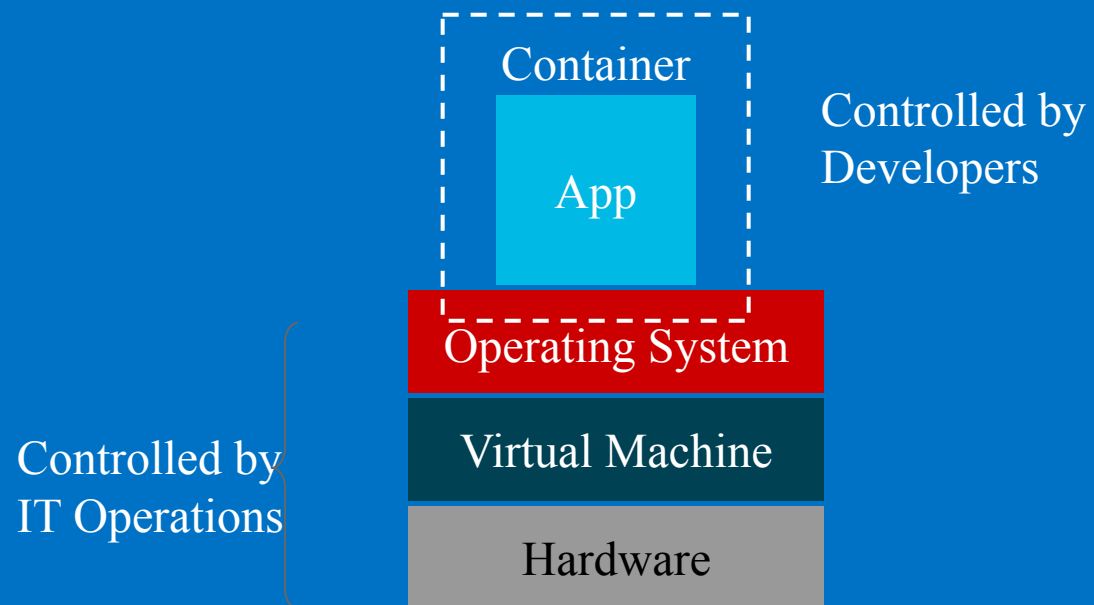 Container
Controlled by
Developers
App
Operating System
Virtual Machine
Controlled by
IT Operations
Hardware